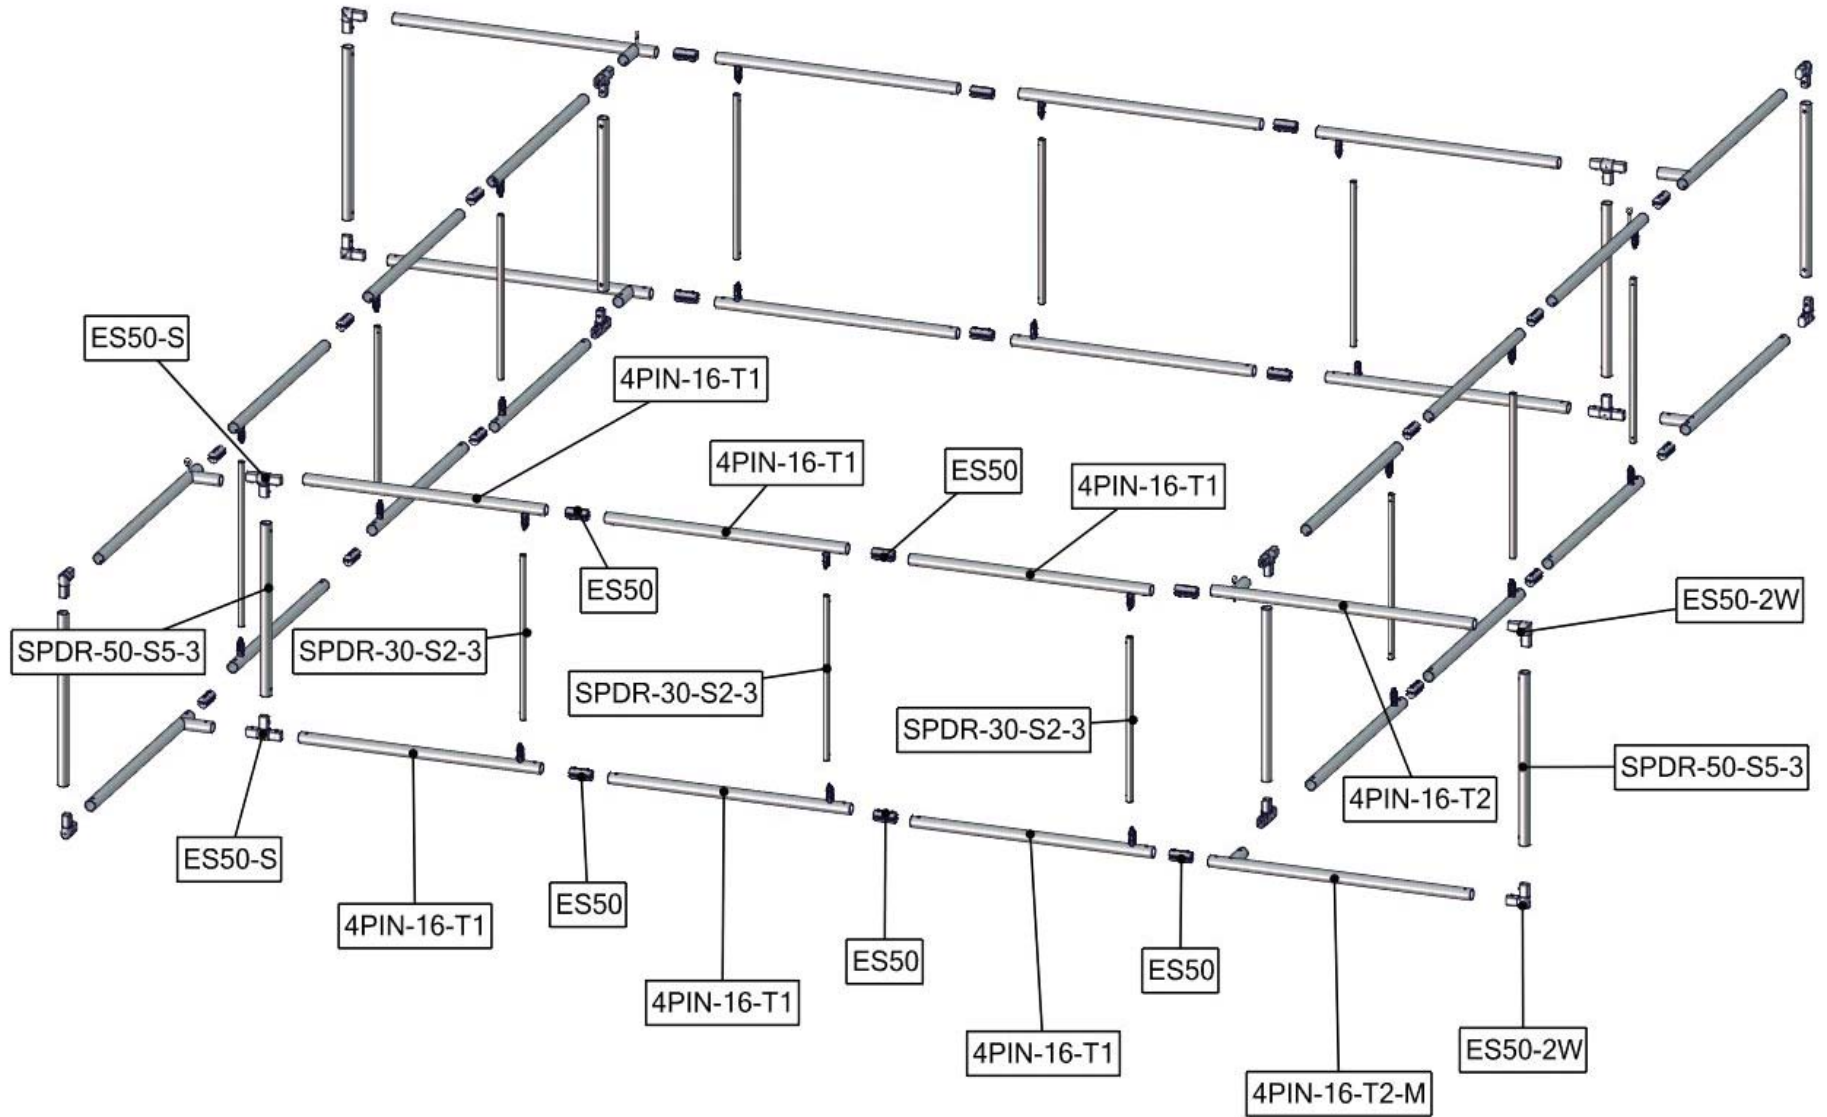 ES50-S
4PIN-16-T1
4PIN-16-T1
ES50
4PIN-16-T1
ES50
ES50-2W
SPDR-50-S5-3
SPDR-30-S2-3
SPDR-30-S2-3
SPDR-30-S2-3
SPDR-50-S5-3
4PIN-16-T2
ES50-S
ES50
4PIN-16-T1
ES50
ES50
4PIN-16-T1
4PIN-16-T1
ES50-2W
4PIN-16-T2-M